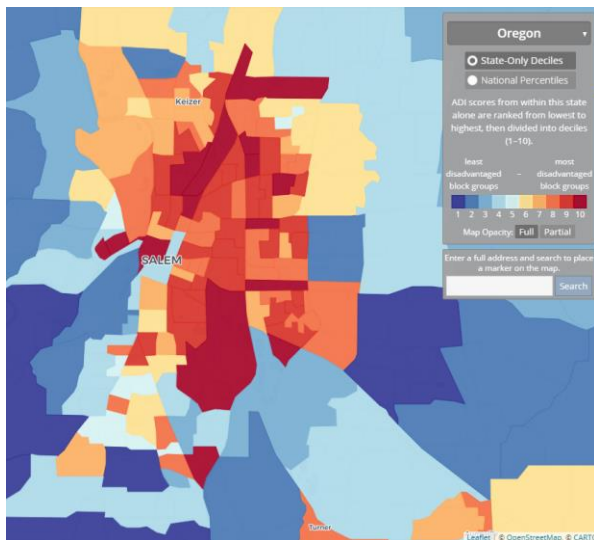 Oregon
State-Only Deciles
National Percentiles
ADI scores from within this
state alone are ranked from
lowest to
highest, then divided into deciles
(1–10).
least
disadvantaged
block groups
–
most
disadvantaged
block groups
1 2 3 4 5 6 7 8 9 10
Map Opacity: Full Partial
Enter a full address and search to place
a marker on the map.
Search
Keizer
SALEM
Turner
Leaflet | © OpenStreetMap, © CARTO